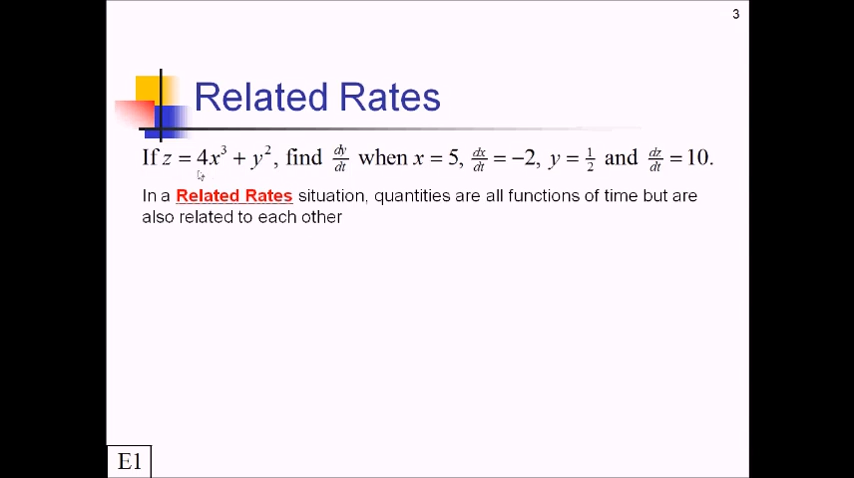 3
Related Rates
If z = 4x³ + y², find dy/dt when x = 5, dx/dt = −2, y = 1/2 and dz/dt = 10.
In a Related Rates situation, quantities are all functions of time but are
also related to each other
E1